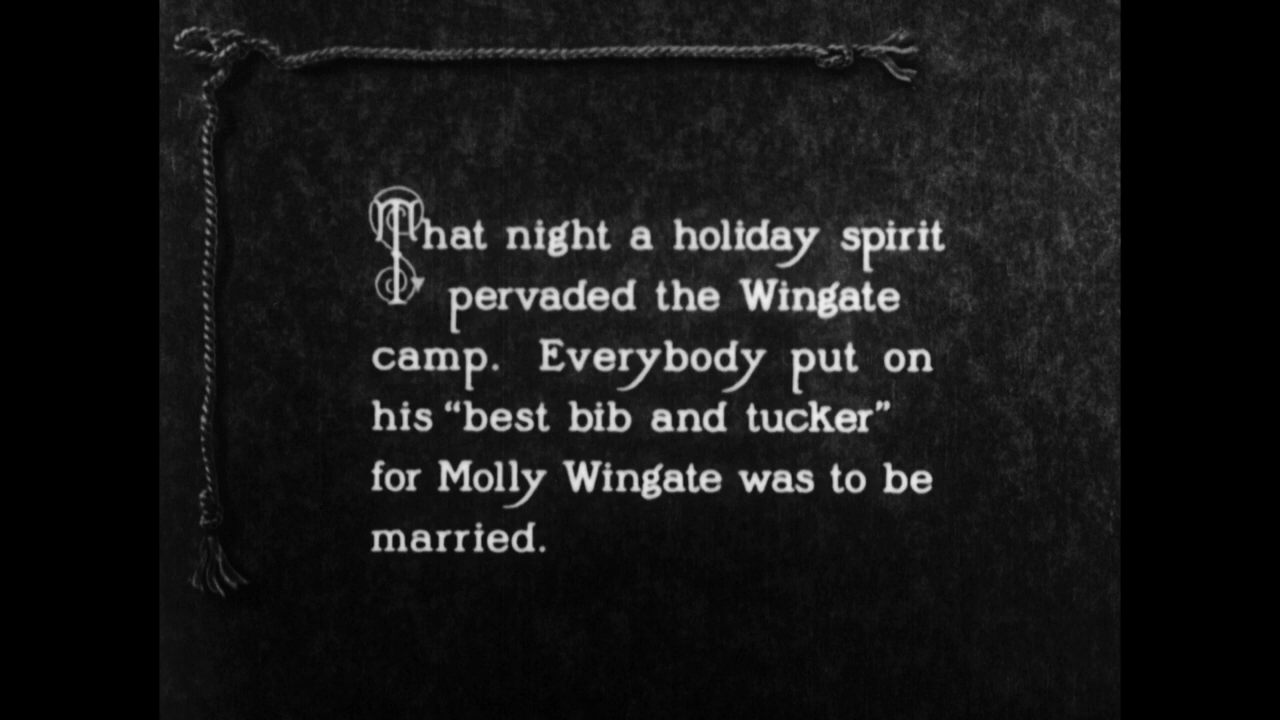 That night a holiday spirit
pervaded the Wingate
camp. Everybody put on
his “best bib and tucker”
for Molly Wingate was to be
married.